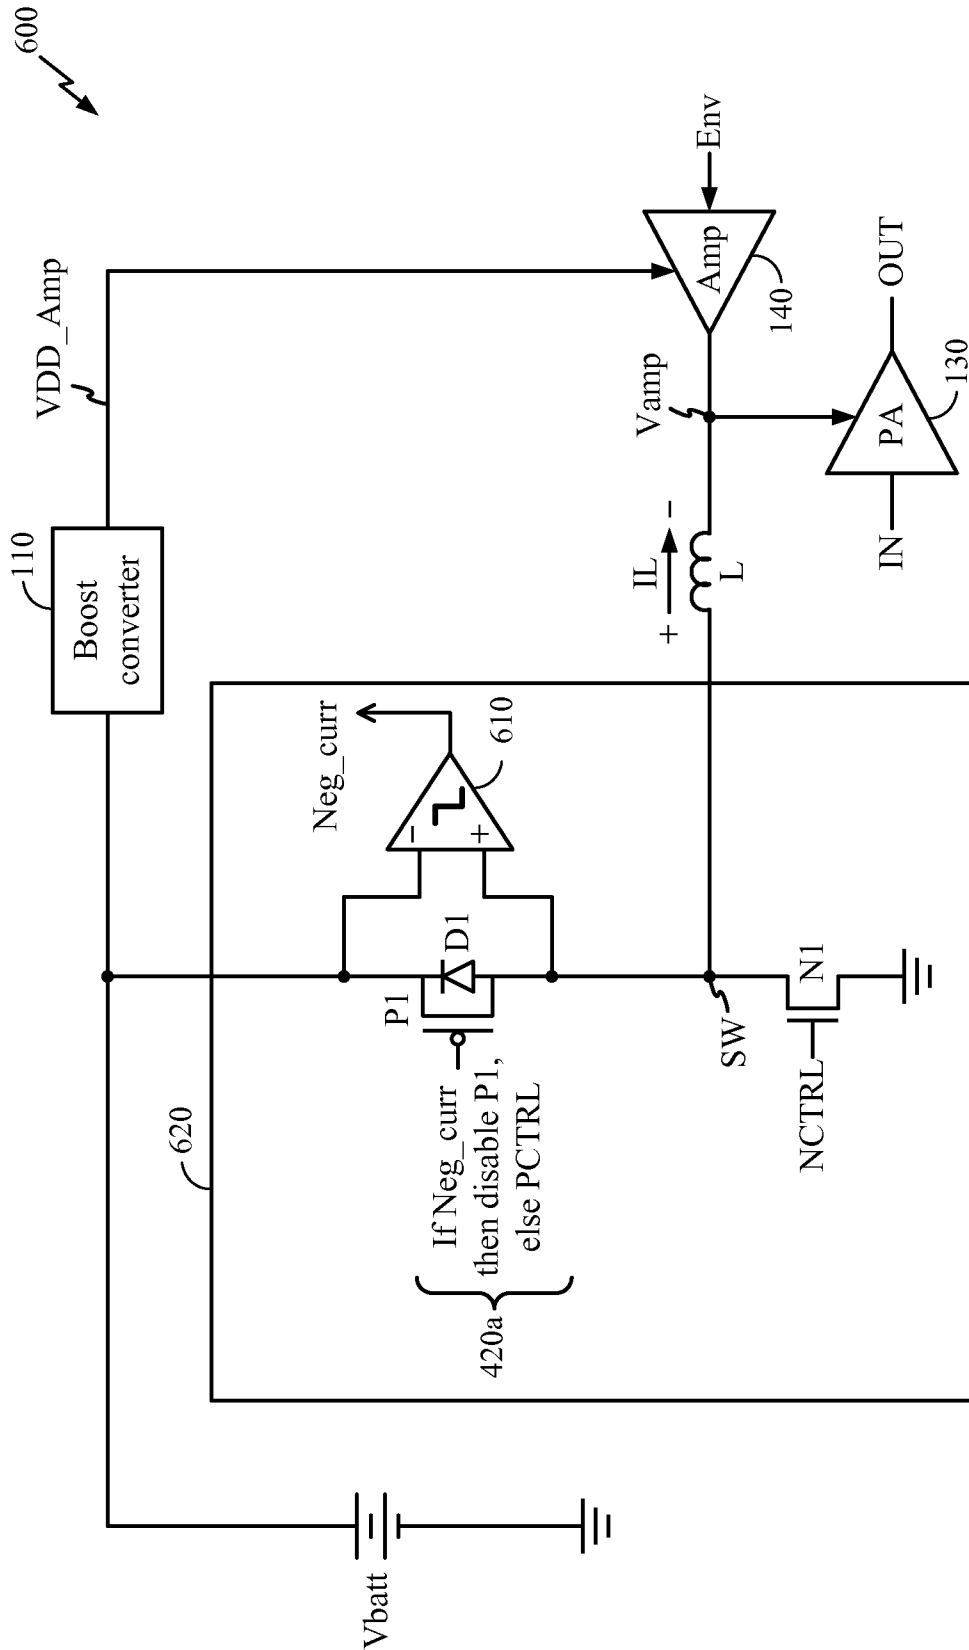 600
VDD_Amp
110
Boost
converter
620
Neg_curr
610
−
+
D1
P1
If Neg_curr
then disable P1,
else PCTRL
420a
Vbatt
SW
N1
NCTRL
IL
+
−
L
Vamp
Amp
140
Env
IN
PA
OUT
130